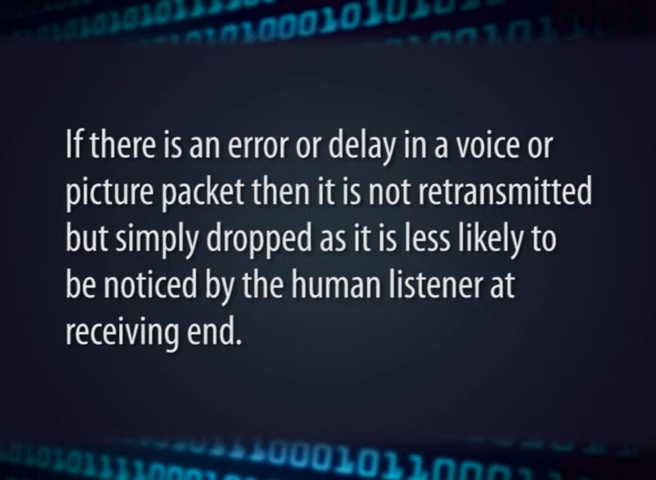 If there is an error or delay in a voice or
picture packet then it is not retransmitted
but simply dropped as it is less likely to
be noticed by the human listener at
receiving end.